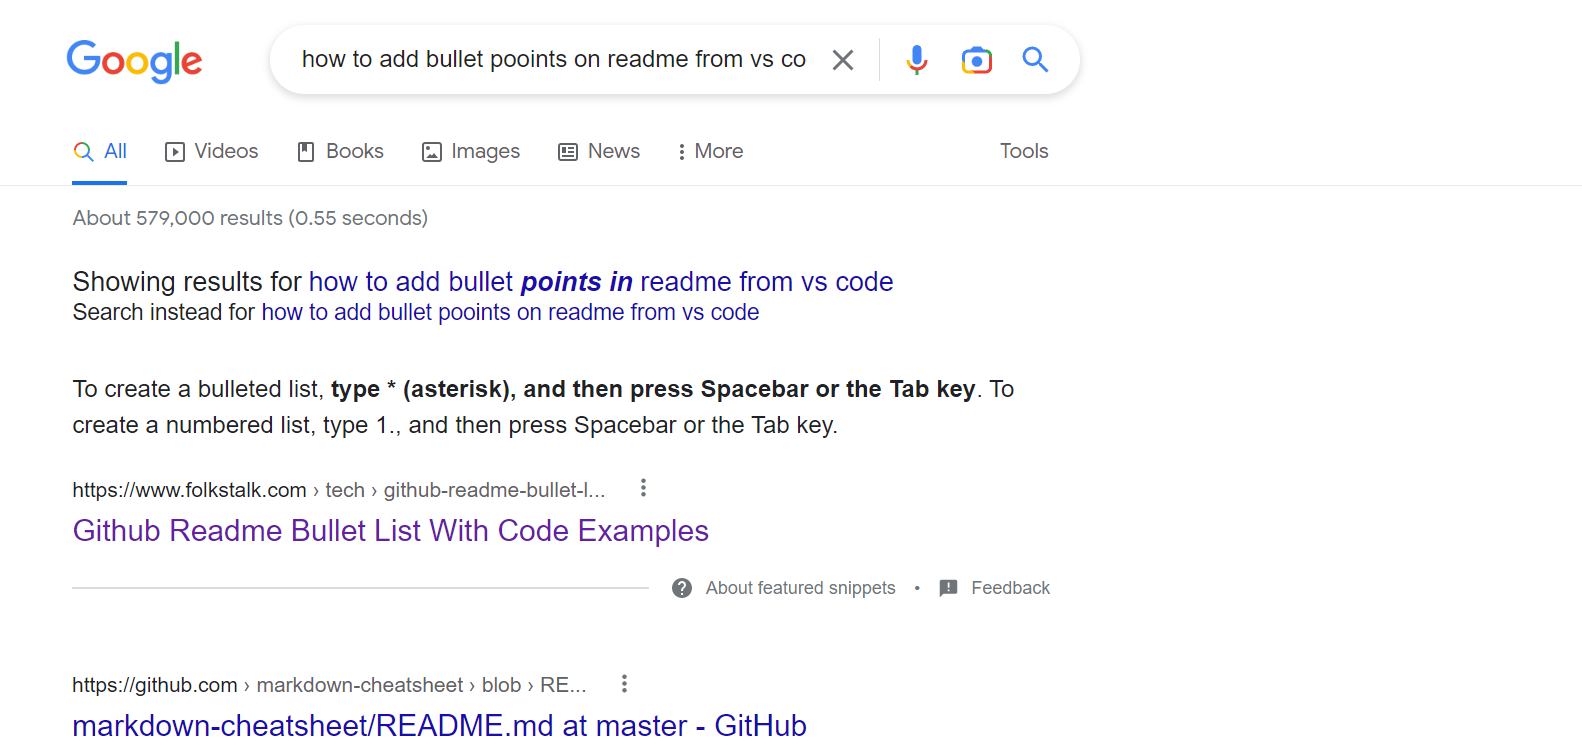 Google
how to add bullet pooints on readme from vs co
All Videos Books Images News More Tools
About 579,000 results (0.55 seconds)
Showing results for how to add bullet points in readme from vs code
Search instead for how to add bullet pooints on readme from vs code
To create a bulleted list, type * (asterisk), and then press Spacebar or the Tab key. To
create a numbered list, type 1., and then press Spacebar or the Tab key.
https://www.folkstalk.com › tech › github-readme-bullet-l...
Github Readme Bullet List With Code Examples
About featured snippets • Feedback
https://github.com › markdown-cheatsheet › blob › RE...
markdown-cheatsheet/README.md at master - GitHub